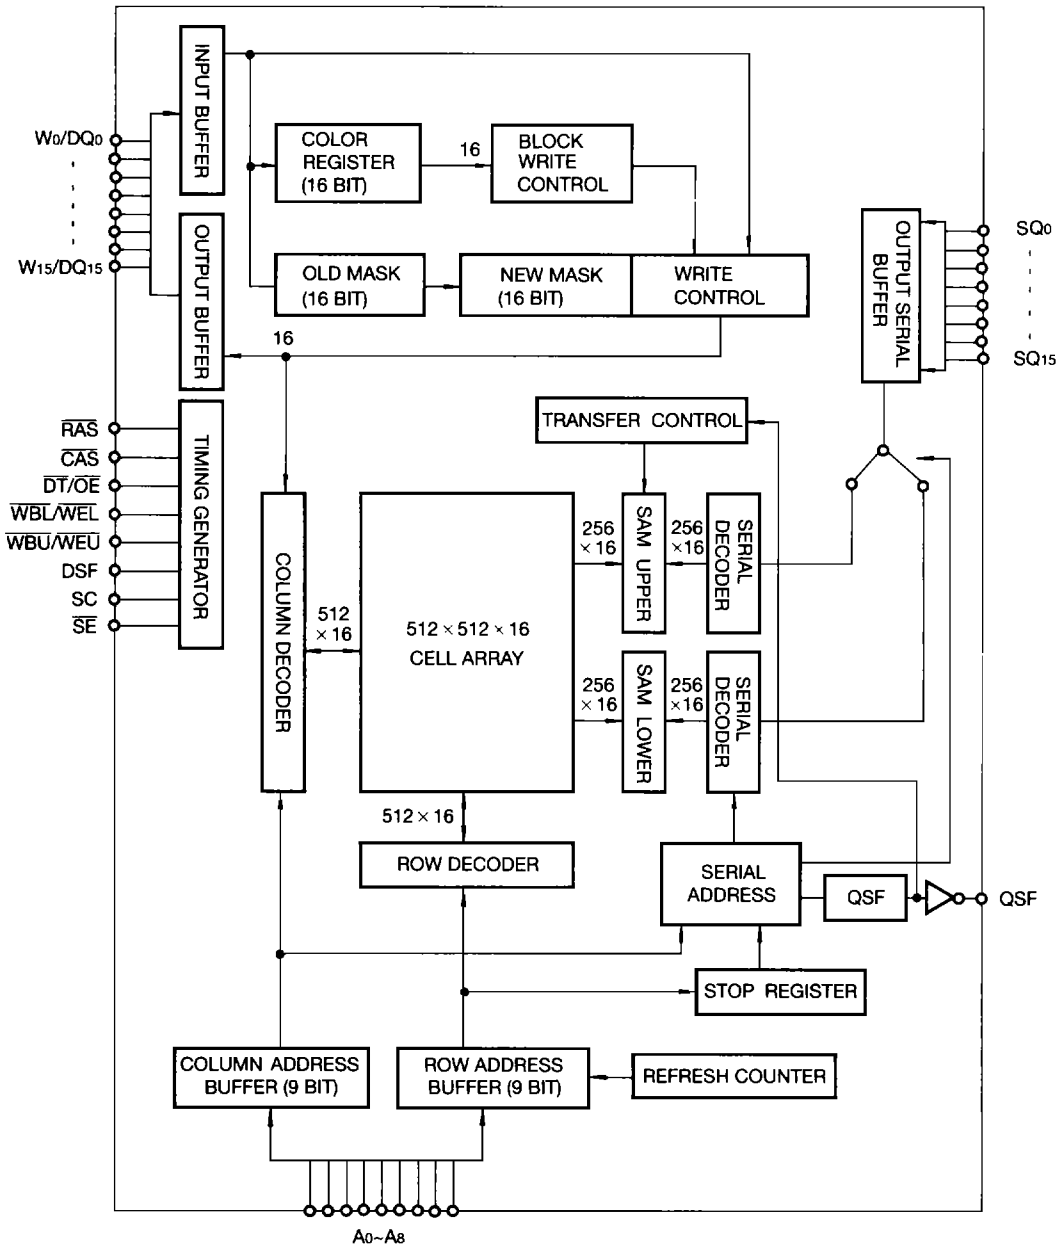 INPUT BUFFER
W0/DQ0
W15/DQ15
COLOR
REGISTER
(16 BIT)
16
BLOCK
WRITE
CONTROL
OUTPUT BUFFER
OLD MASK
(16 BIT)
NEW MASK
(16 BIT)
WRITE
CONTROL
OUTPUT SERIAL
BUFFER
SQ0
SQ15
16
TRANSFER CONTROL
RAS
CAS
DT/OE
WBL/WEL
WBU/WEU
DSF
SC
SE
TIMING GENERATOR
COLUMN DECODER
512
× 16
512 × 512 × 16
CELL ARRAY
256
× 16
SAM UPPER
256
× 16
SERIAL
DECODER
256
× 16
SAM LOWER
256
× 16
SERIAL
DECODER
512 × 16
ROW DECODER
SERIAL
ADDRESS
QSF
QSF
STOP REGISTER
COLUMN ADDRESS
BUFFER (9 BIT)
ROW ADDRESS
BUFFER (9 BIT)
REFRESH COUNTER
A0~A8